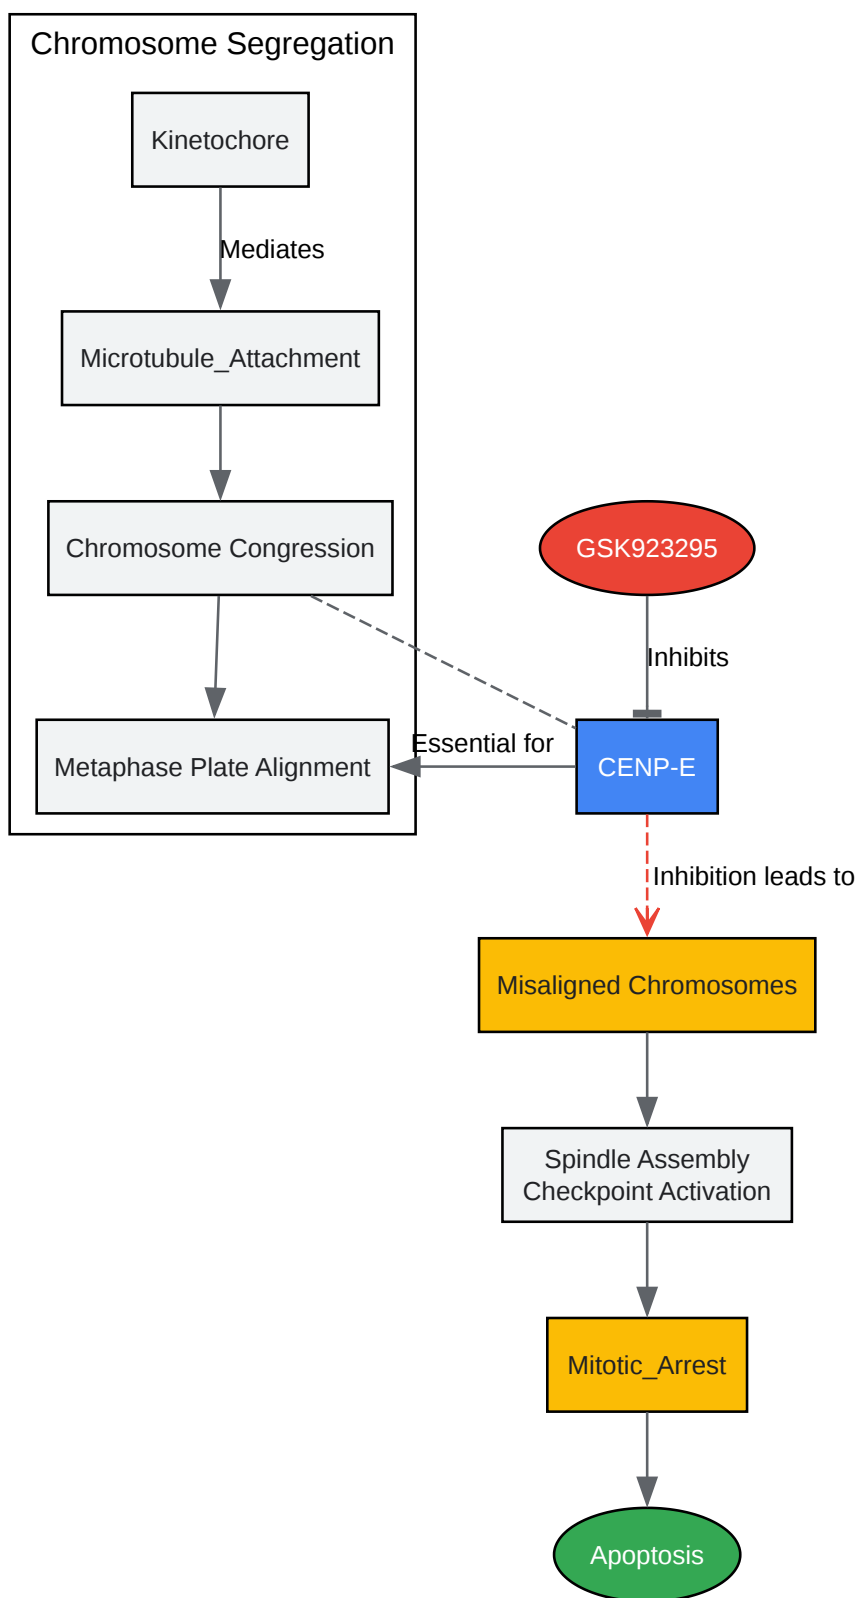 Chromosome Segregation
Kinetochore
Mediates
Microtubule_Attachment
Chromosome Congression
GSK923295
Inhibits
Essential for
Metaphase Plate Alignment
CENP-E
Inhibition leads to
Misaligned Chromosomes
Spindle Assembly
Checkpoint Activation
Mitotic_Arrest
Apoptosis